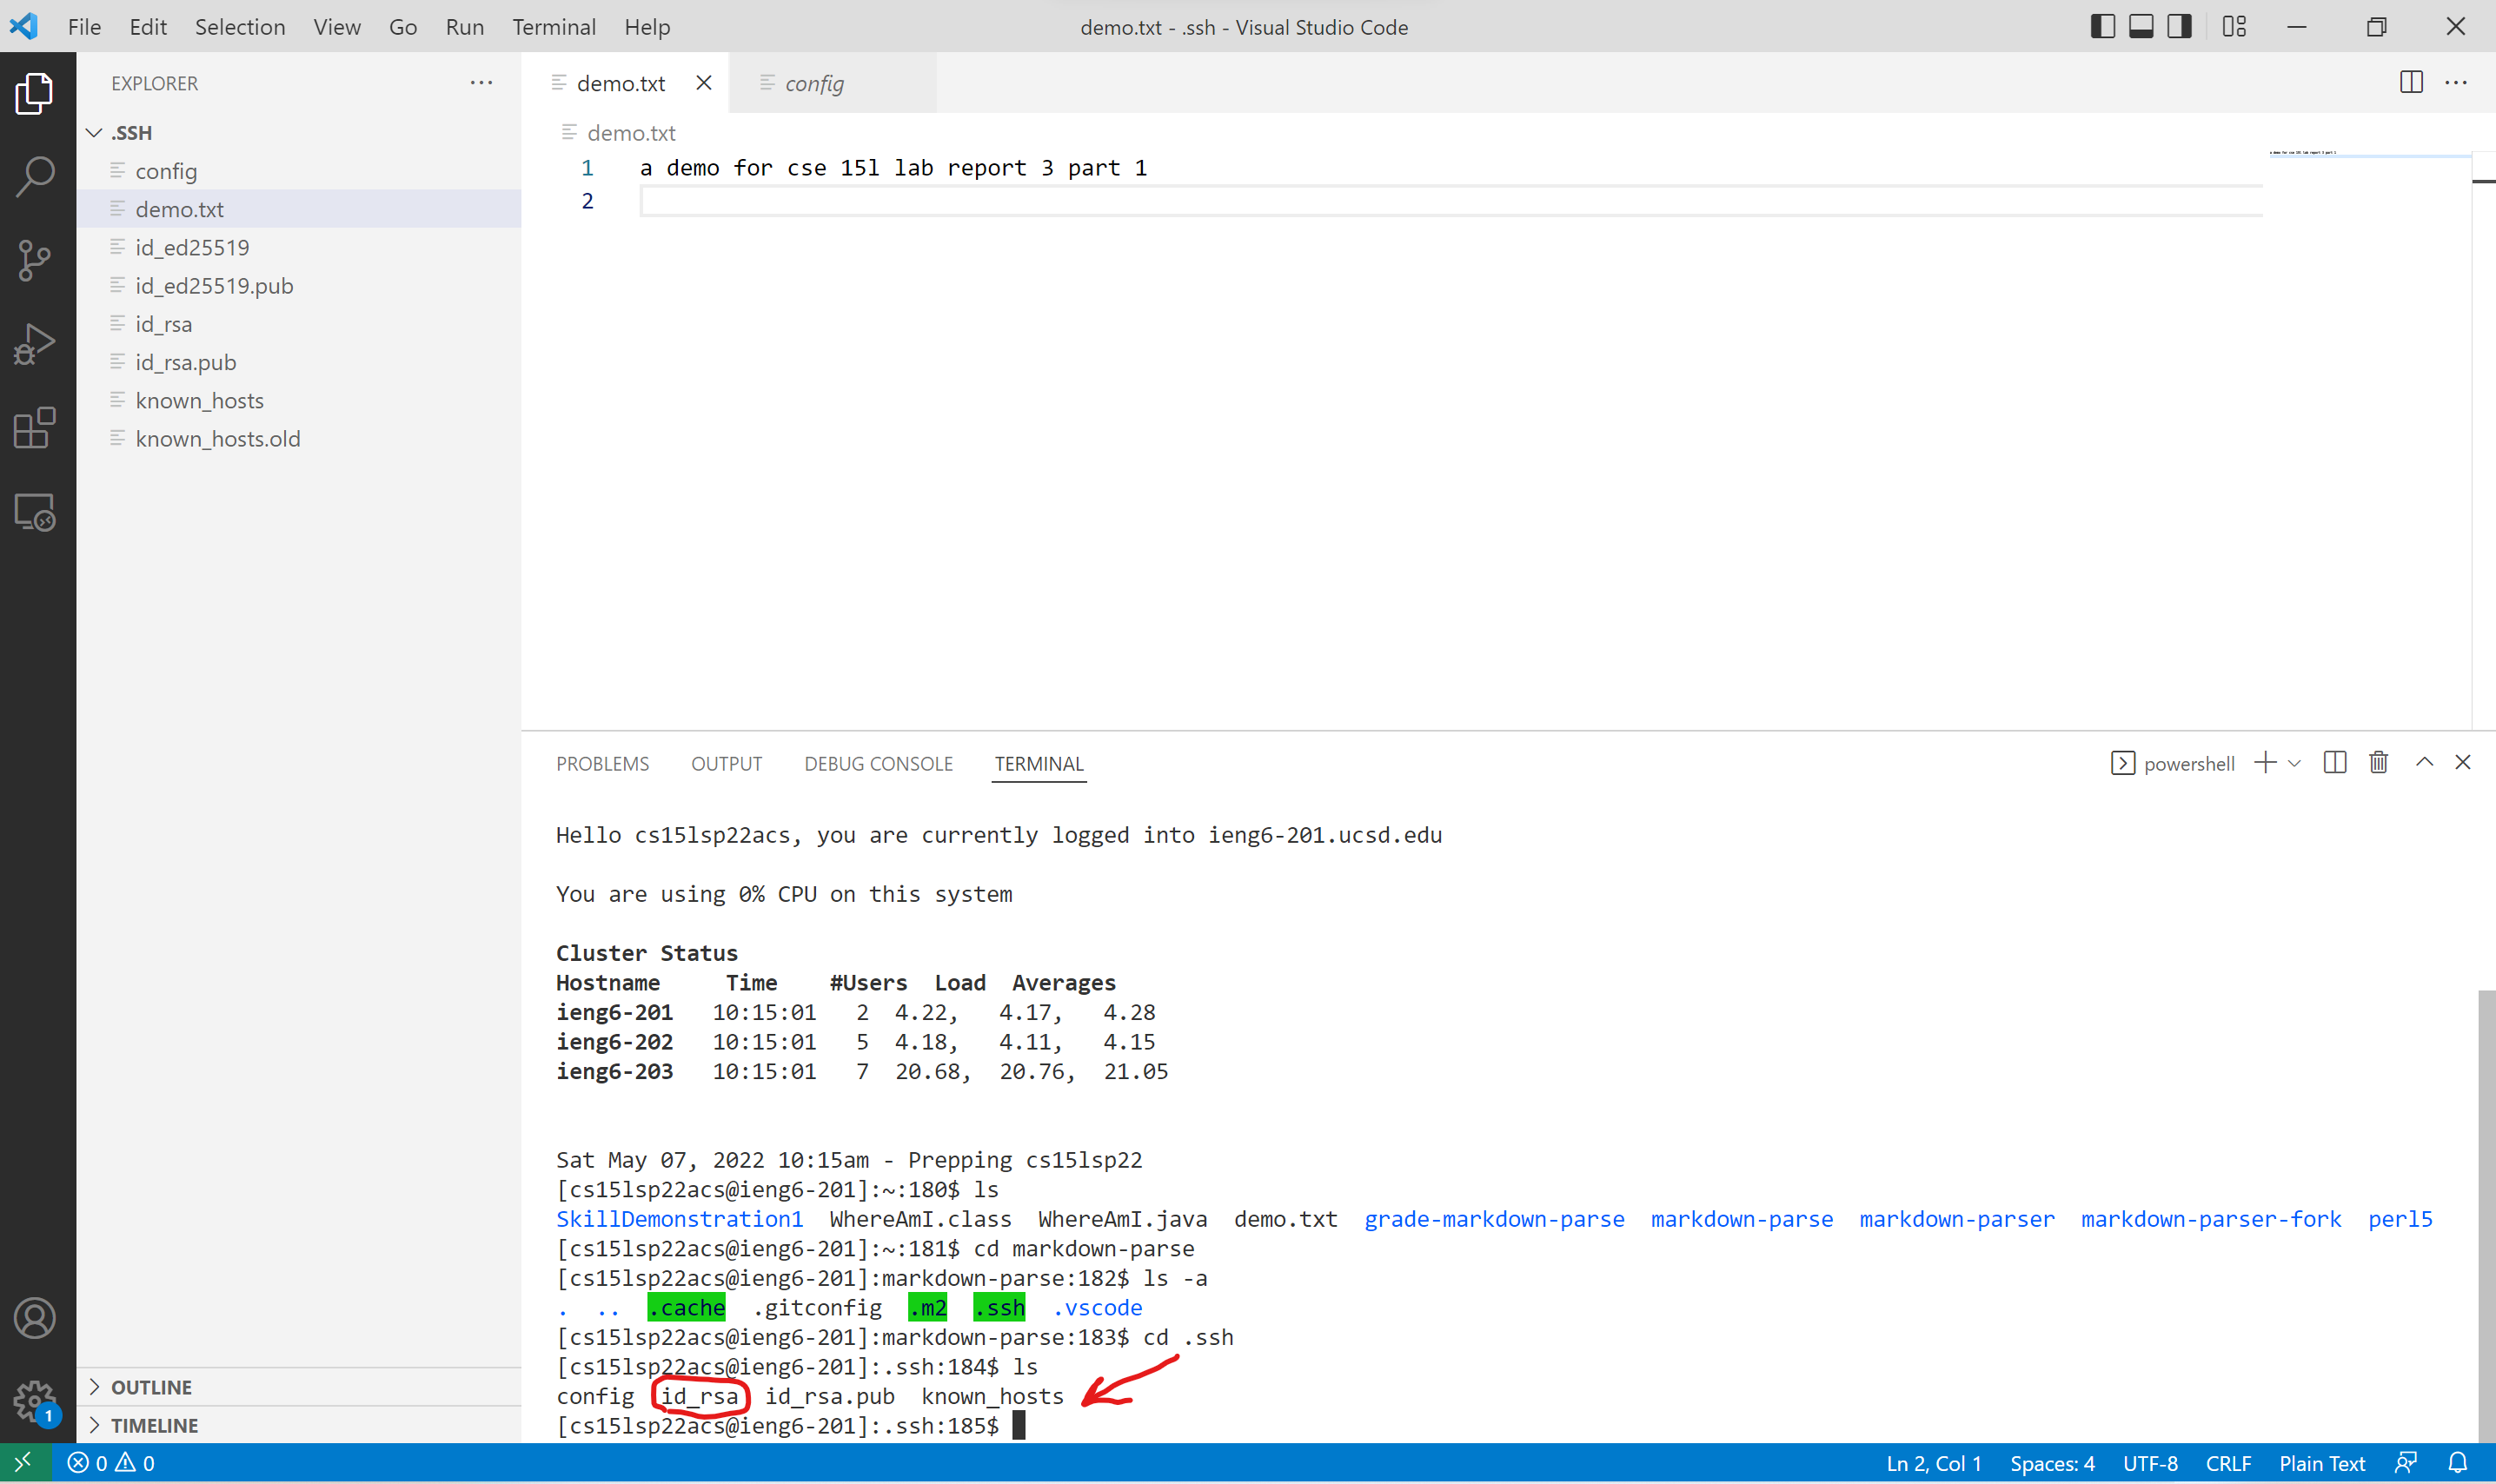 File Edit Selection View Go Run Terminal Help demo.txt - .ssh - Visual Studio Code
EXPLORER
.SSH
config
demo.txt
id_ed25519
id_ed25519.pub
id_rsa
id_rsa.pub
known_hosts
known_hosts.old
OUTLINE
TIMELINE
demo.txt config
demo.txt
1 a demo for cse 15l lab report 3 part 1
2
a demo for cse 15l lab report 3 part 1
PROBLEMS OUTPUT DEBUG CONSOLE TERMINAL powershell
Hello cs15lsp22acs, you are currently logged into ieng6-201.ucsd.edu
You are using 0% CPU on this system
Cluster Status
Hostname Time #Users Load Averages
ieng6-201 10:15:01 2 4.22, 4.17, 4.28
ieng6-202 10:15:01 5 4.18, 4.11, 4.15
ieng6-203 10:15:01 7 20.68, 20.76, 21.05
Sat May 07, 2022 10:15am - Prepping cs15lsp22
[cs15lsp22acs@ieng6-201]:~:180$ ls
SkillDemonstration1 WhereAmI.class WhereAmI.java demo.txt grade-markdown-parse markdown-parse markdown-parser markdown-parser-fork perl5
[cs15lsp22acs@ieng6-201]:~:181$ cd markdown-parse
[cs15lsp22acs@ieng6-201]:markdown-parse:182$ ls -a
. .. .cache .gitconfig .m2 .ssh .vscode
[cs15lsp22acs@ieng6-201]:markdown-parse:183$ cd .ssh
[cs15lsp22acs@ieng6-201]:.ssh:184$ ls
config id_rsa id_rsa.pub known_hosts
[cs15lsp22acs@ieng6-201]:.ssh:185$
1
0 0 Ln 2, Col 1 Spaces: 4 UTF-8 CRLF Plain Text